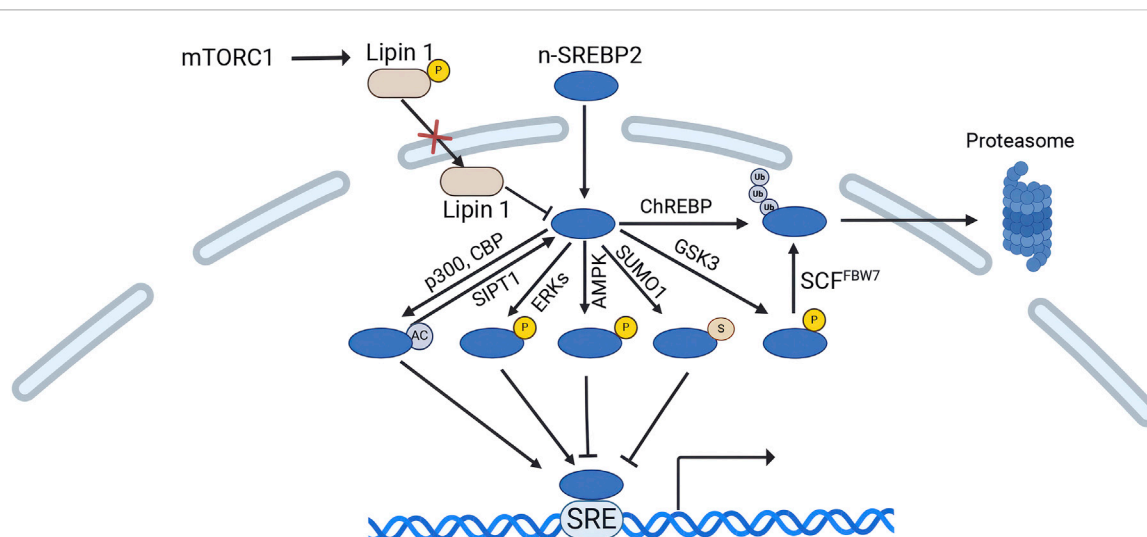 mTORC1
Lipin 1
P
n-SREBP2
Proteasome
Lipin 1
Ub
Ub
Ub
ChREBP
p300, CBP
SIPT1
ERKs
AMPK
SUMO1
GSK3
SCFFBW7
AC
P
P
S
P
SRE